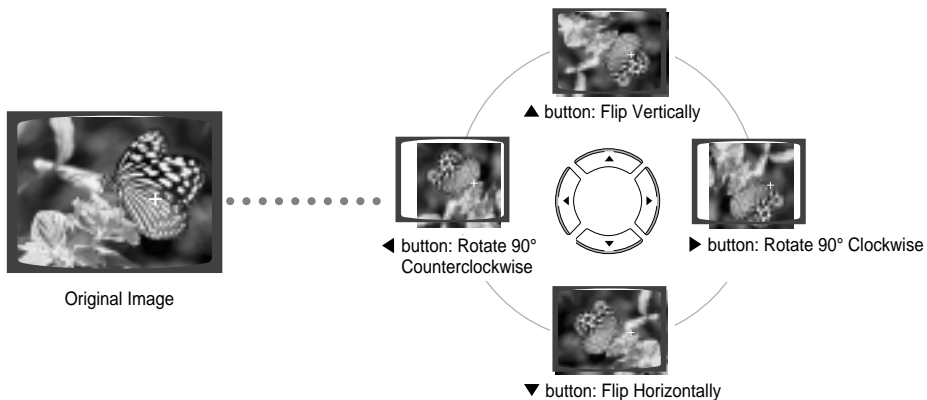 ▲ button: Flip Vertically
◀ button: Rotate 90°
Counterclockwise
▶ button: Rotate 90° Clockwise
Original Image
▼ button: Flip Horizontally